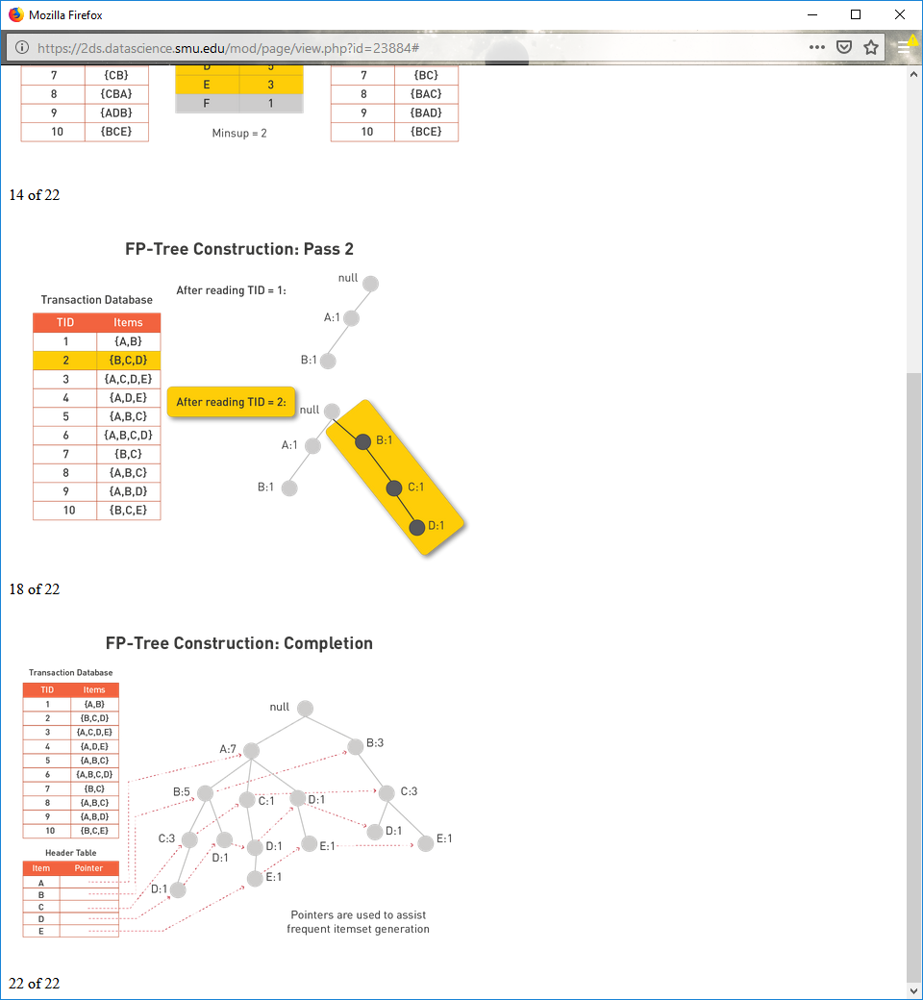 Mozilla Firefox
https://2ds.datascience.smu.edu/mod/page/view.php?id=23884#
7 {CB}
8 {CBA}
9 {ADB}
10 {BCE}
D 5
E 3
F 1
Minsup = 2
7 {BC}
8 {BAC}
9 {BAD}
10 {BCE}
14 of 22
FP-Tree Construction: Pass 2
Transaction Database
TID Items
1 {A,B}
2 {B,C,D}
3 {A,C,D,E}
4 {A,D,E}
5 {A,B,C}
6 {A,B,C,D}
7 {B,C}
8 {A,B,C}
9 {A,B,D}
10 {B,C,E}
After reading TID = 1:
null
A:1
B:1
After reading TID = 2:
null
A:1
B:1
B:1
C:1
D:1
18 of 22
FP-Tree Construction: Completion
Transaction Database
TID Items
1 {A,B}
2 {B,C,D}
3 {A,C,D,E}
4 {A,D,E}
5 {A,B,C}
6 {A,B,C,D}
7 {B,C}
8 {A,B,C}
9 {A,B,D}
10 {B,C,E}
Header Table
Item Pointer
A
B
C
D
E
null
A:7 B:3
B:5 C:1 D:1 C:3
C:3 D:1 D:1 E:1 D:1 E:1
D:1 E:1
Pointers are used to assist
frequent itemset generation
22 of 22